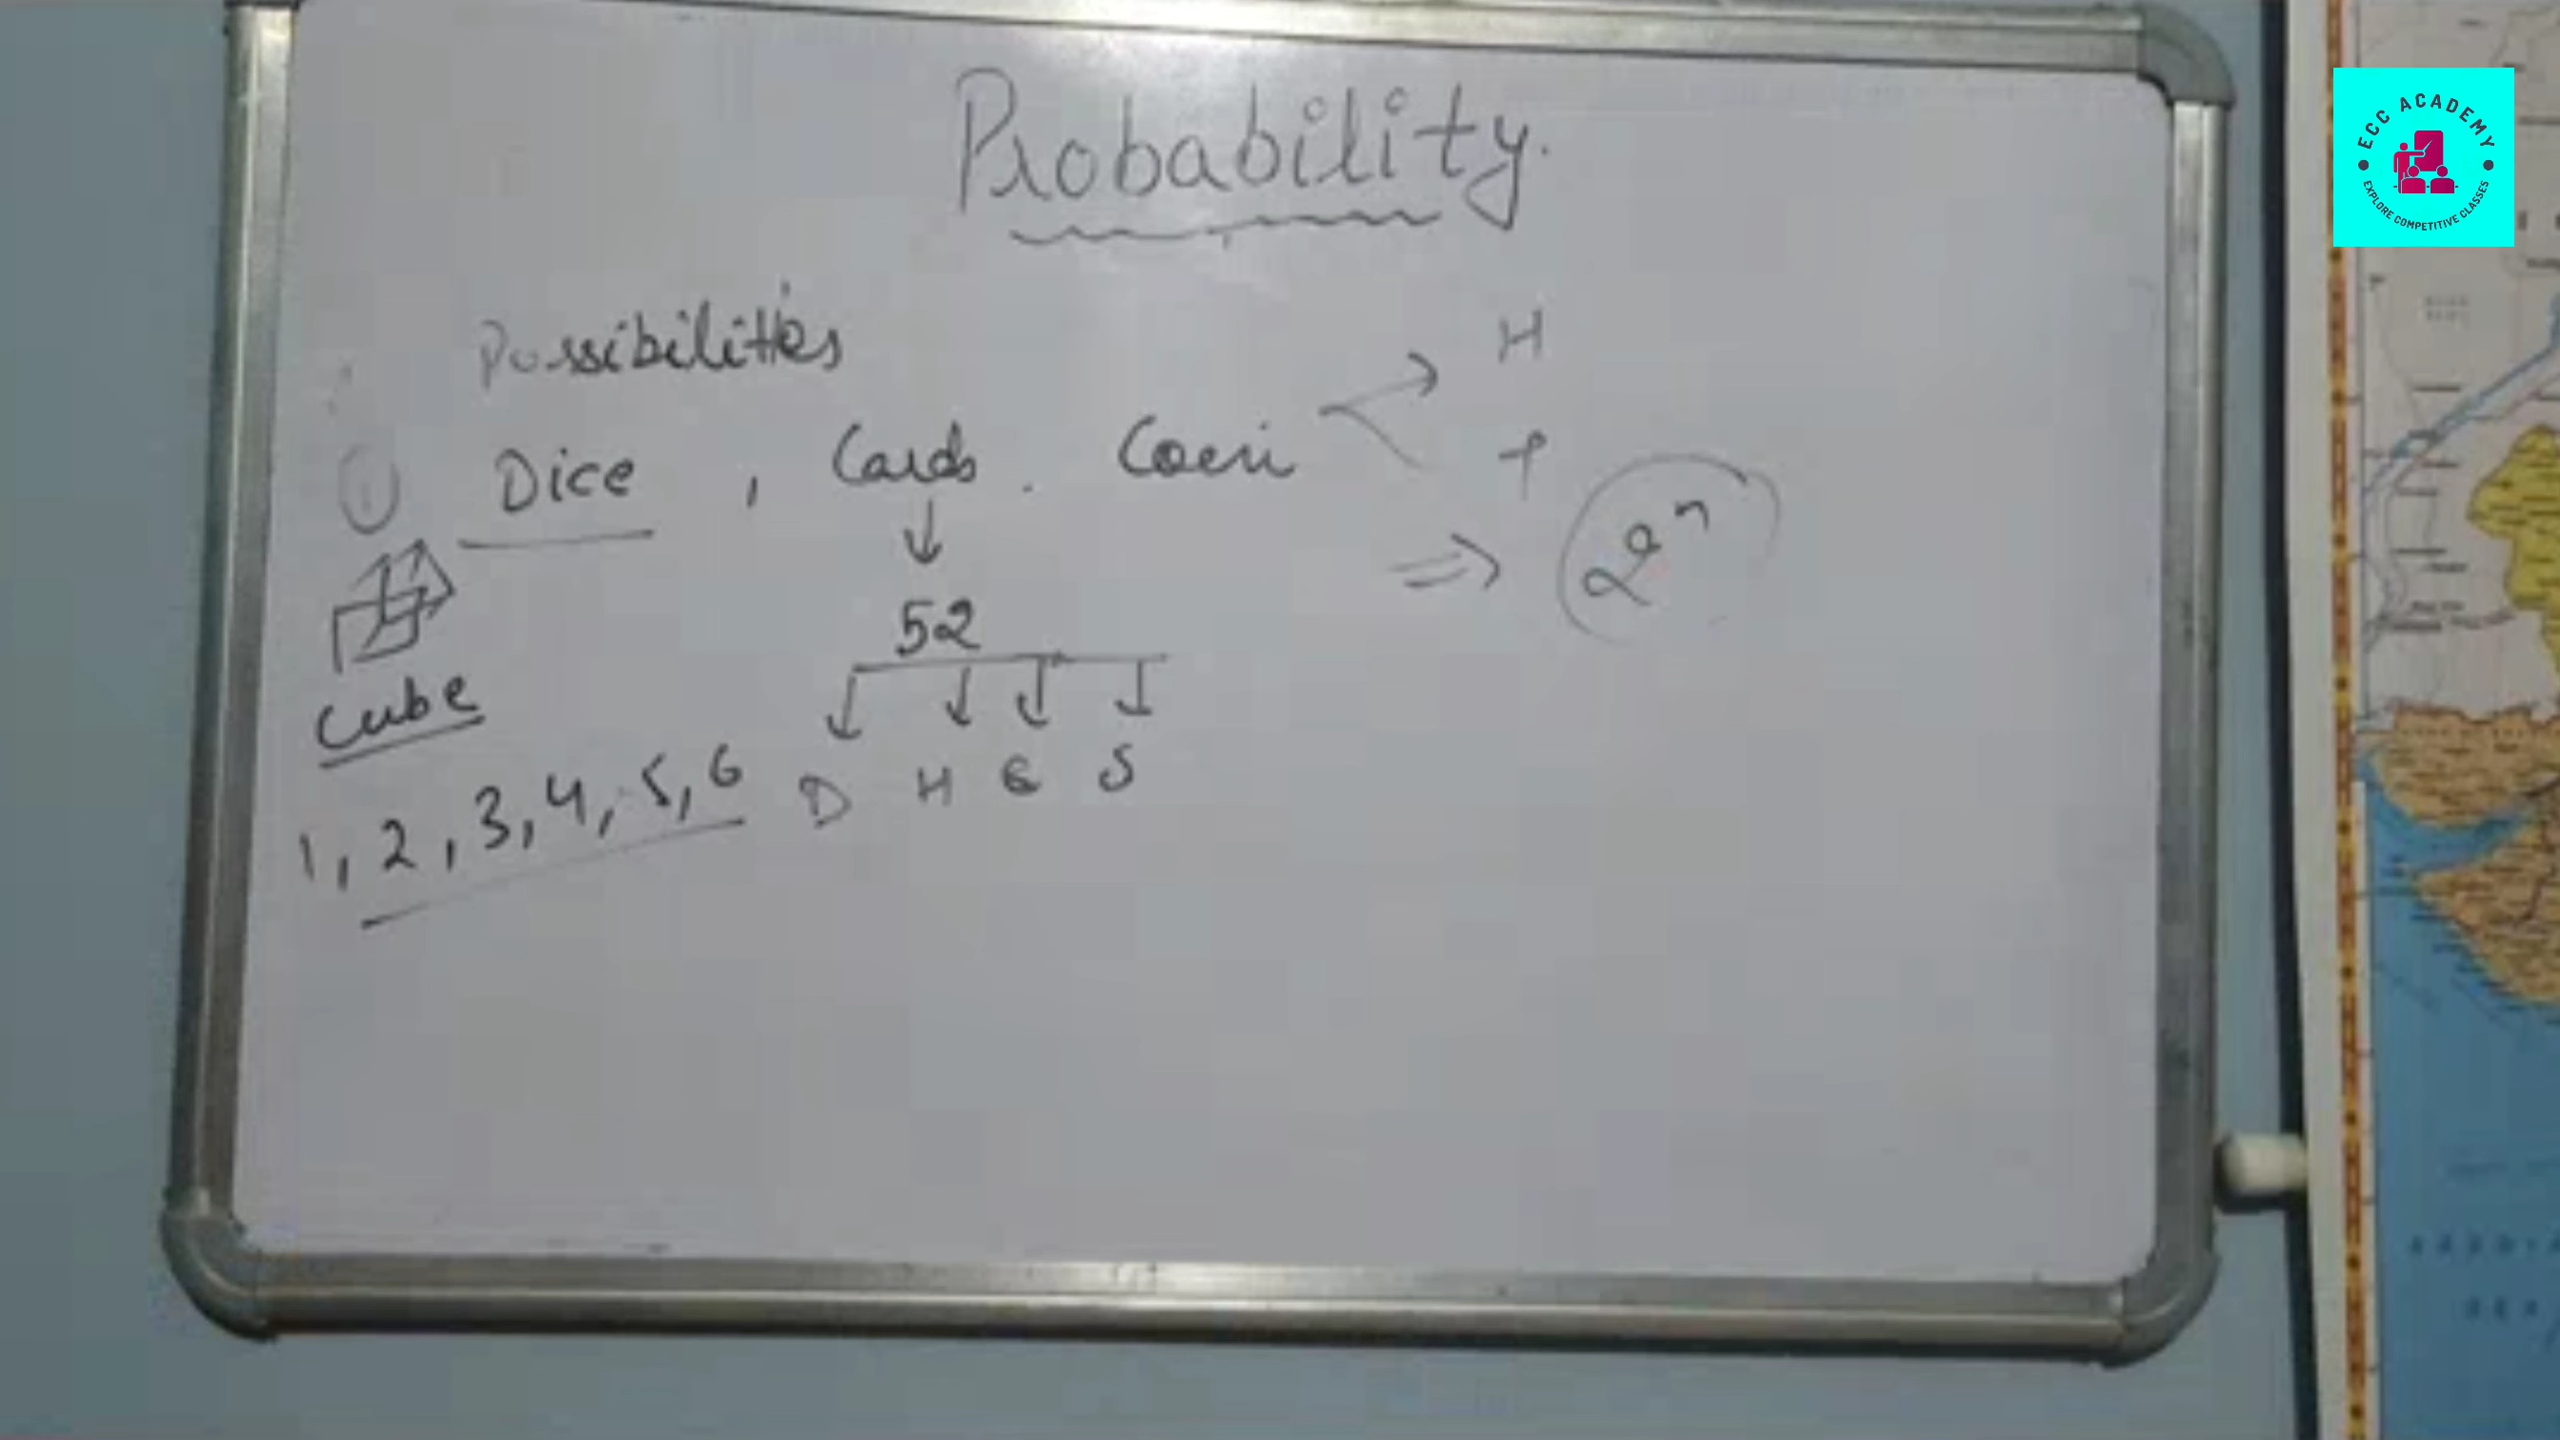 Probability.
Possibilities
① Dice , Cards . Coin
H
T
⇒ 2ⁿ
52
Cube
D H C S
1, 2, 3, 4, 5, 6
ECC ACADEMY
EXPLORE COMPETITIVE CLASSES